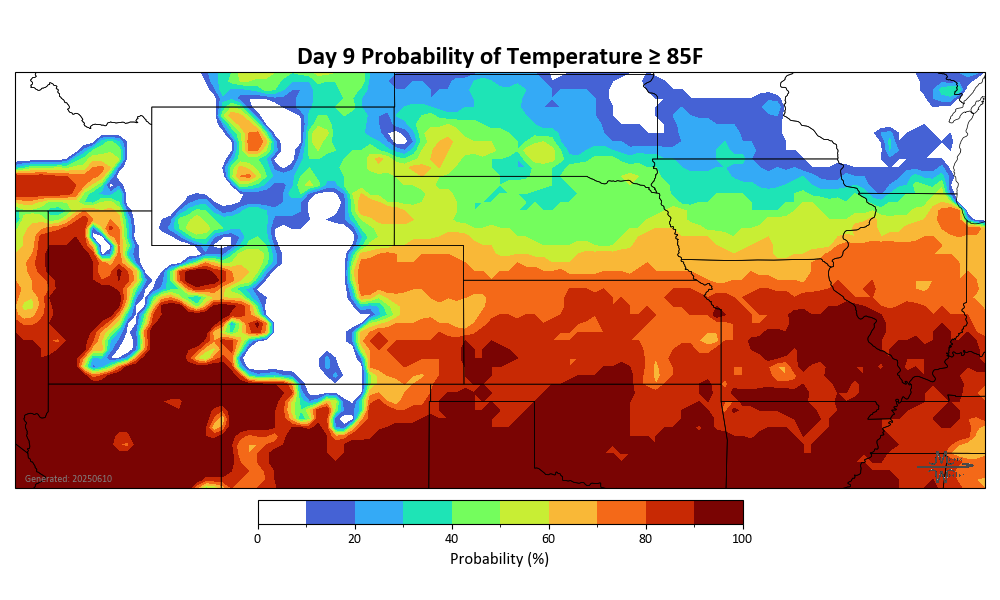 Day 9 Probability of Temperature ≥ 85F
Generated: 20250610
0 20 40 60 80 100
Probability (%)